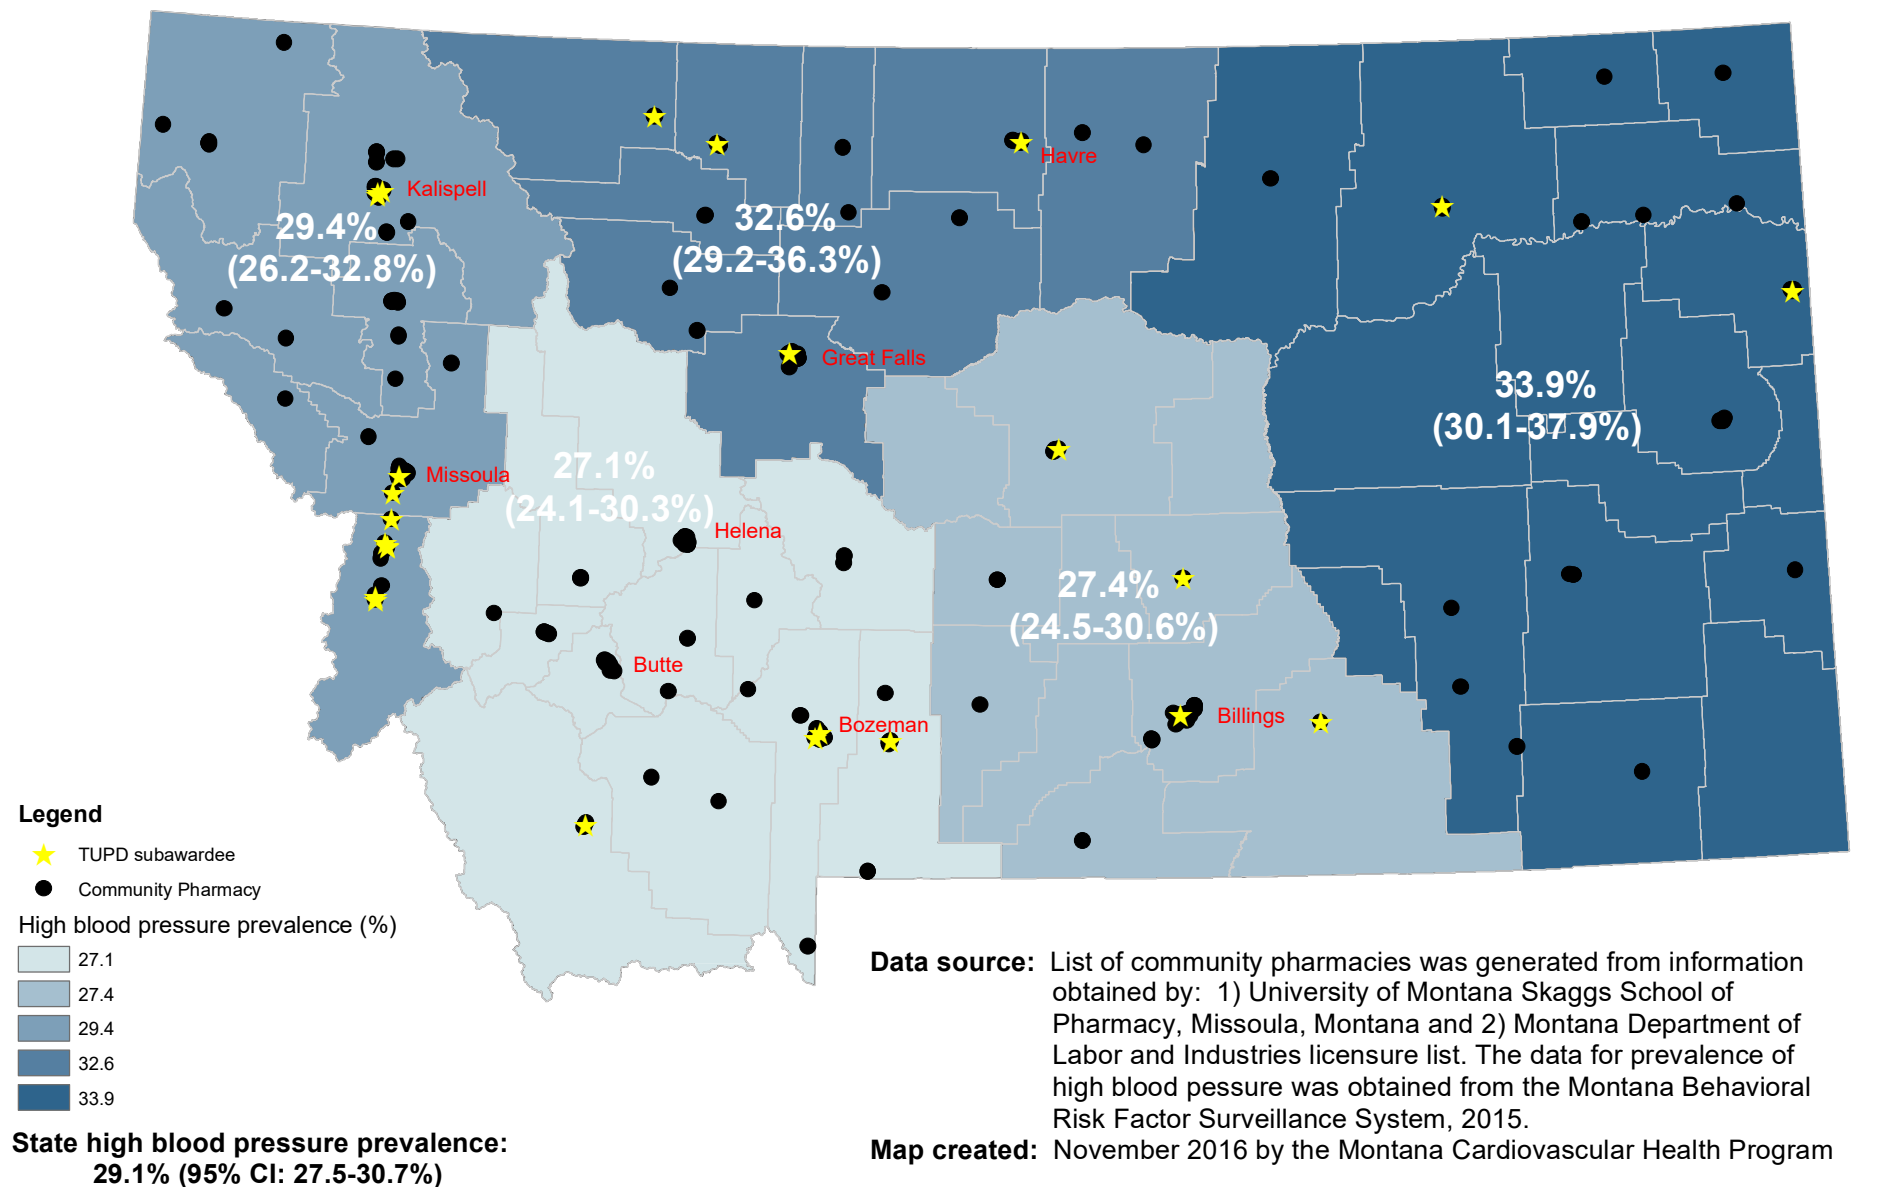 Havre
Kalispell
29.4%
(26.2-32.8%)
32.6%
(29.2-36.3%)
Great Falls
33.9%
(30.1-37.9%)
Missoula
27.1%
(24.1-30.3%)
Helena
27.4%
(24.5-30.6%)
Butte
Bozeman
Billings
Legend
TUPD subawardee
Community Pharmacy
High blood pressure prevalence (%)
27.1
27.4
29.4
32.6
33.9
State high blood pressure prevalence:
29.1% (95% CI: 27.5-30.7%)
Data source: List of community pharmacies was generated from information
obtained by: 1) University of Montana Skaggs School of
Pharmacy, Missoula, Montana and 2) Montana Department of
Labor and Industries licensure list. The data for prevalence of
high blood pessure was obtained from the Montana Behavioral
Risk Factor Surveillance System, 2015.
Map created: November 2016 by the Montana Cardiovascular Health Program